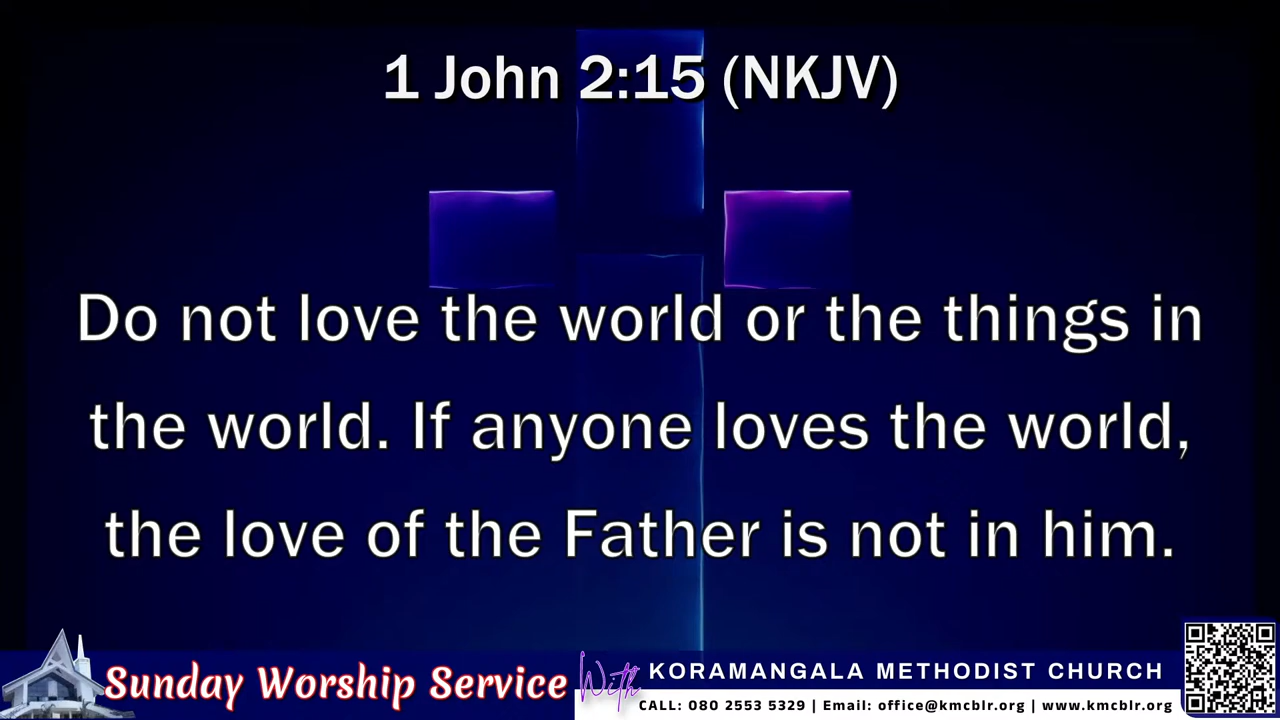 1 John 2:15 (NKJV)
Do not love the world or the things in
the world. If anyone loves the world,
the love of the Father is not in him.
Sunday Worship Service With KORAMANGALA METHODIST CHURCH
CALL: 080 2553 5329 | Email: office@kmcblr.org | www.kmcblr.org